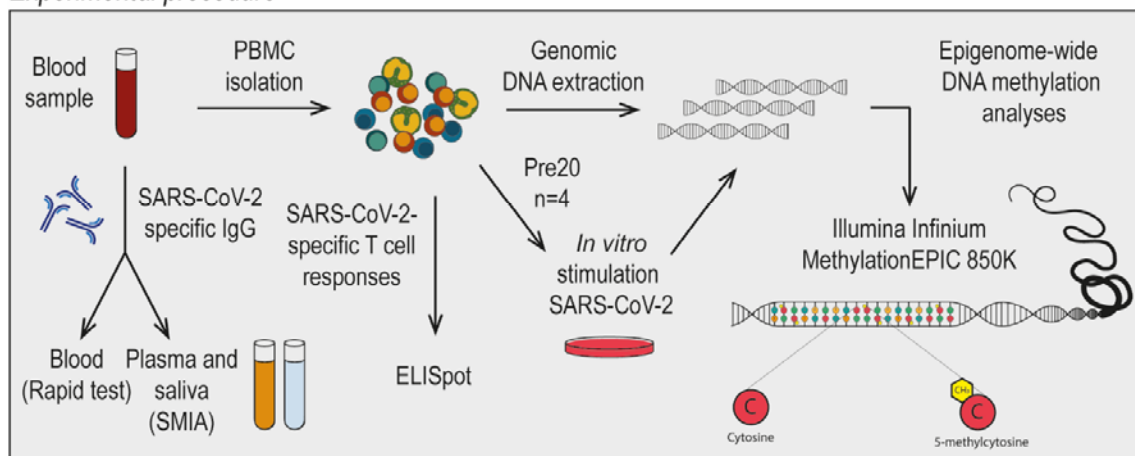 Experimental procedure
Blood
sample
PBMC
isolation
Genomic
DNA extraction
Epigenome-wide
DNA methylation
analyses
SARS-CoV-2
specific IgG
SARS-CoV-2-
specific T cell
responses
Pre20
n=4
In vitro
stimulation
SARS-CoV-2
Illumina Infinium
MethylationEPIC 850K
Blood
(Rapid test)
Plasma and
saliva
(SMIA)
ELISpot
C
Cytosine
CH₃
C
5-methylcytosine